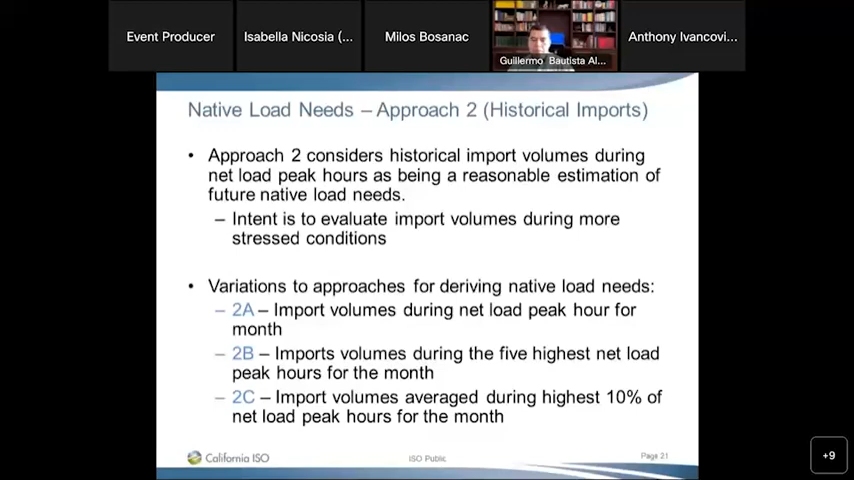 Event Producer
Isabella Nicosia (...
Milos Bosanac
Guillermo Bautista Al...
Anthony Ivancovi...
Native Load Needs – Approach 2 (Historical Imports)
• Approach 2 considers historical import volumes during
net load peak hours as being a reasonable estimation of
future native load needs.
– Intent is to evaluate import volumes during more
stressed conditions
• Variations to approaches for deriving native load needs:
– 2A – Import volumes during net load peak hour for
month
– 2B – Imports volumes during the five highest net load
peak hours for the month
– 2C – Import volumes averaged during highest 10% of
net load peak hours for the month
California ISO
ISO Public
Page 21
+9